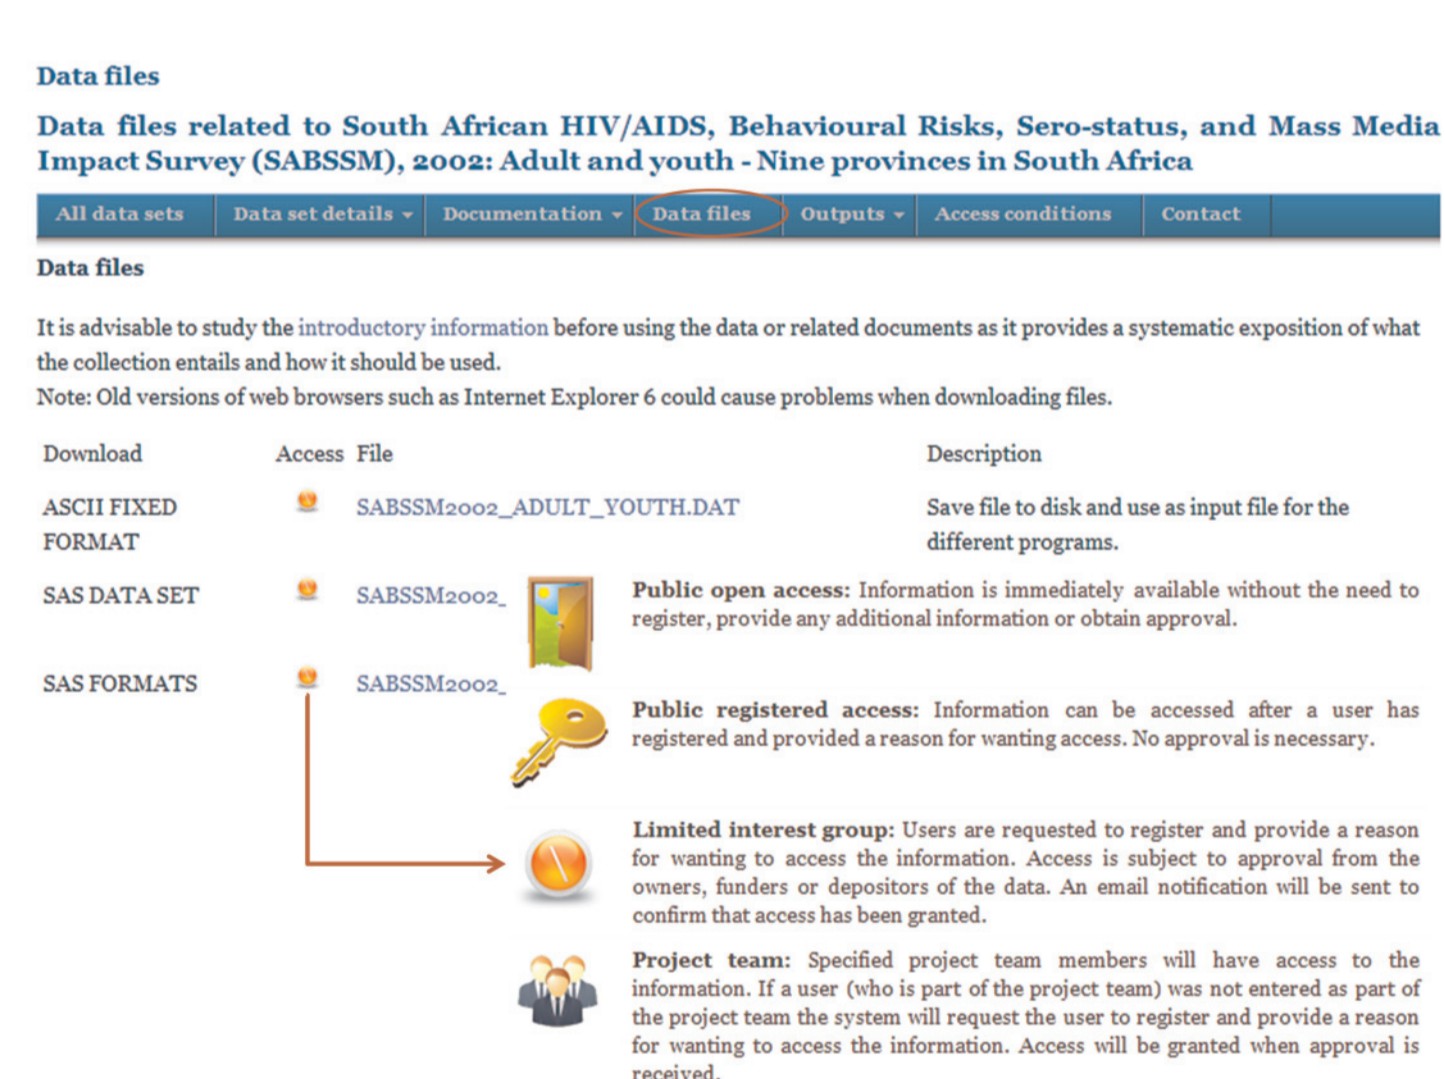 Data files
Data files related to South African HIV/AIDS, Behavioural Risks, Sero-status, and Mass Media
Impact Survey (SABSSM), 2002: Adult and youth - Nine provinces in South Africa
All data sets Data set details Documentation Data files Outputs Access conditions Contact
Data files
It is advisable to study the introductory information before using the data or related documents as it provides a systematic exposition of what
the collection entails and how it should be used.
Note: Old versions of web browsers such as Internet Explorer 6 could cause problems when downloading files.
Download Access File Description
ASCII FIXED SABSSM2002_ADULT_YOUTH.DAT Save file to disk and use as input file for the
FORMAT different programs.
SAS DATA SET SABSSM2002_
Public open access: Information is immediately available without the need to
register, provide any additional information or obtain approval.
SAS FORMATS SABSSM2002_
Public registered access: Information can be accessed after a user has
registered and provided a reason for wanting access. No approval is necessary.
Limited interest group: Users are requested to register and provide a reason
for wanting to access the information. Access is subject to approval from the
owners, funders or depositors of the data. An email notification will be sent to
confirm that access has been granted.
Project team: Specified project team members will have access to the
information. If a user (who is part of the project team) was not entered as part of
the project team the system will request the user to register and provide a reason
for wanting to access the information. Access will be granted when approval is
received.